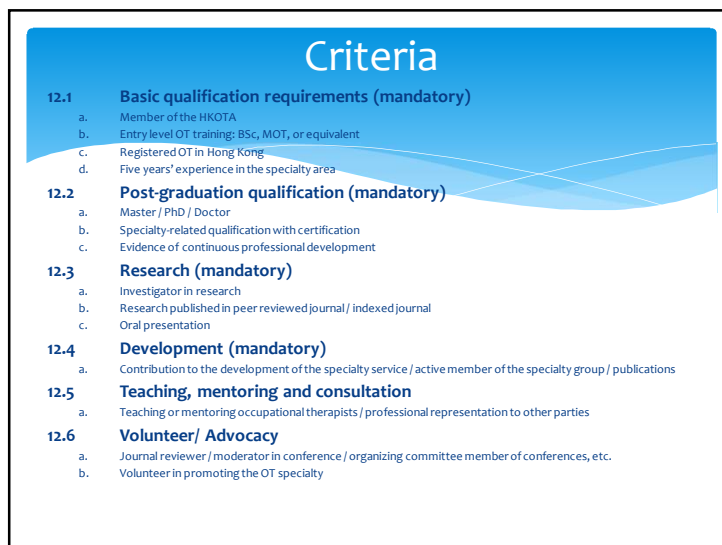 Criteria
12.1 Basic qualification requirements (mandatory)
a. Member of the HKOTA
b. Entry level OT training: BSc, MOT, or equivalent
c. Registered OT in Hong Kong
d. Five years’ experience in the specialty area
12.2 Post-graduation qualification (mandatory)
a. Master / PhD / Doctor
b. Specialty-related qualification with certification
c. Evidence of continuous professional development
12.3 Research (mandatory)
a. Investigator in research
b. Research published in peer reviewed journal / indexed journal
c. Oral presentation
12.4 Development (mandatory)
a. Contribution to the development of the specialty service / active member of the specialty group / publications
12.5 Teaching, mentoring and consultation
a. Teaching or mentoring occupational therapists / professional representation to other parties
12.6 Volunteer/ Advocacy
a. Journal reviewer / moderator in conference / organizing committee member of conferences, etc.
b. Volunteer in promoting the OT specialty